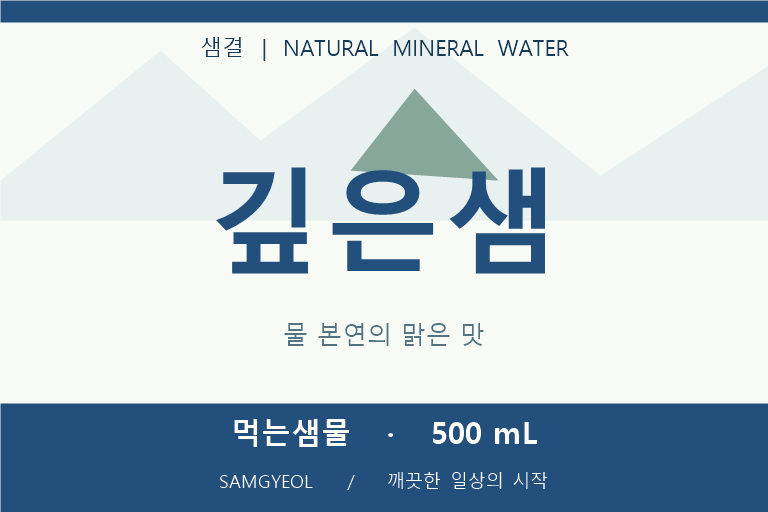 샘결 | NATURAL MINERAL WATER
깊은샘
물 본연의 맑은 맛
먹는샘물 · 500 mL
SAMGYEOL / 깨끗한 일상의 시작